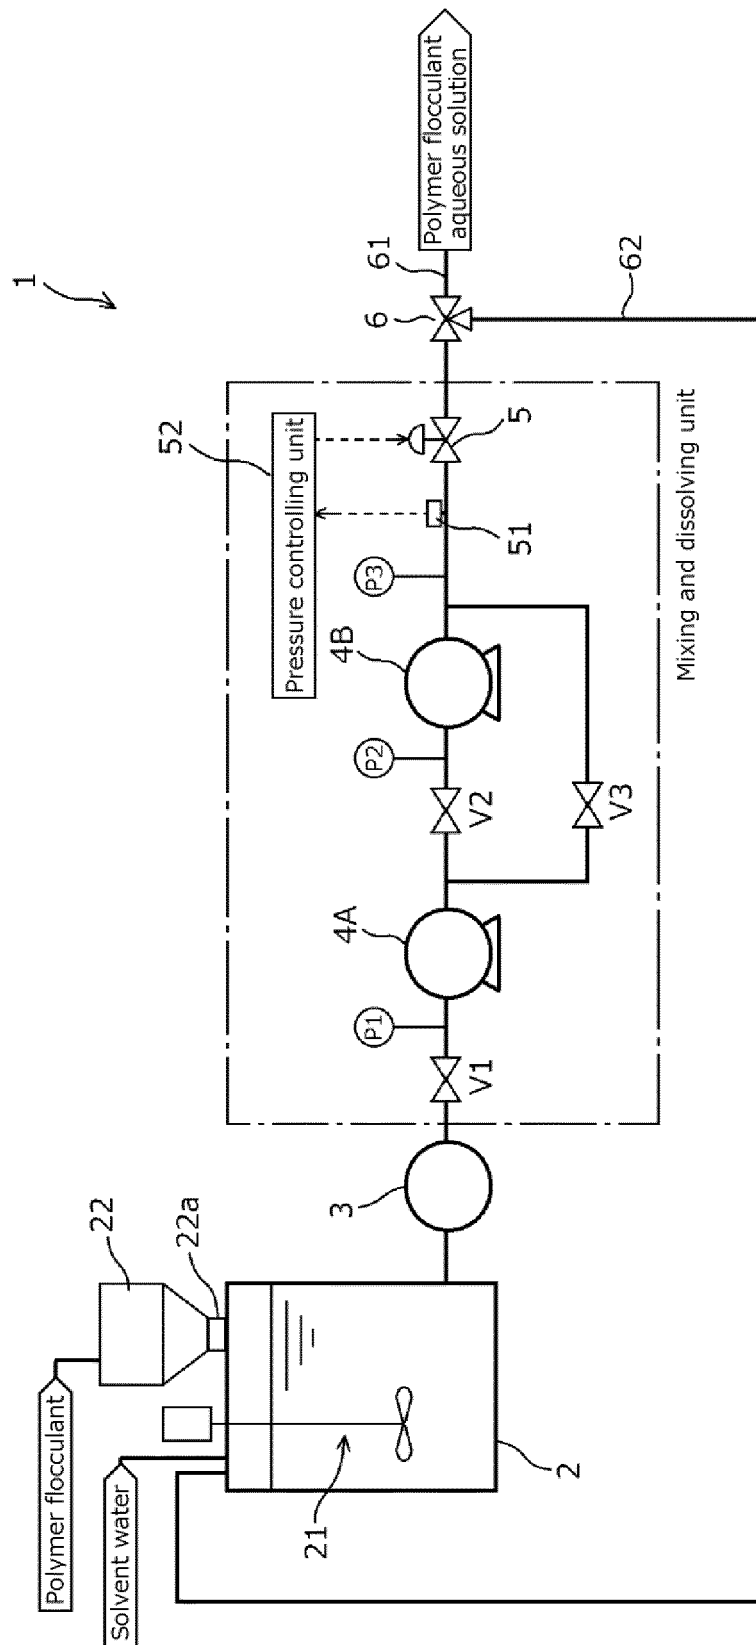 1
Polymer flocculant
Solvent water
22
22a
21
2
3
V1
P1
4A
V2
P2
4B
P3
V3
51
52
Pressure controlling unit
5
Mixing and dissolving unit
6
61
62
Polymer flocculant
aqueous solution